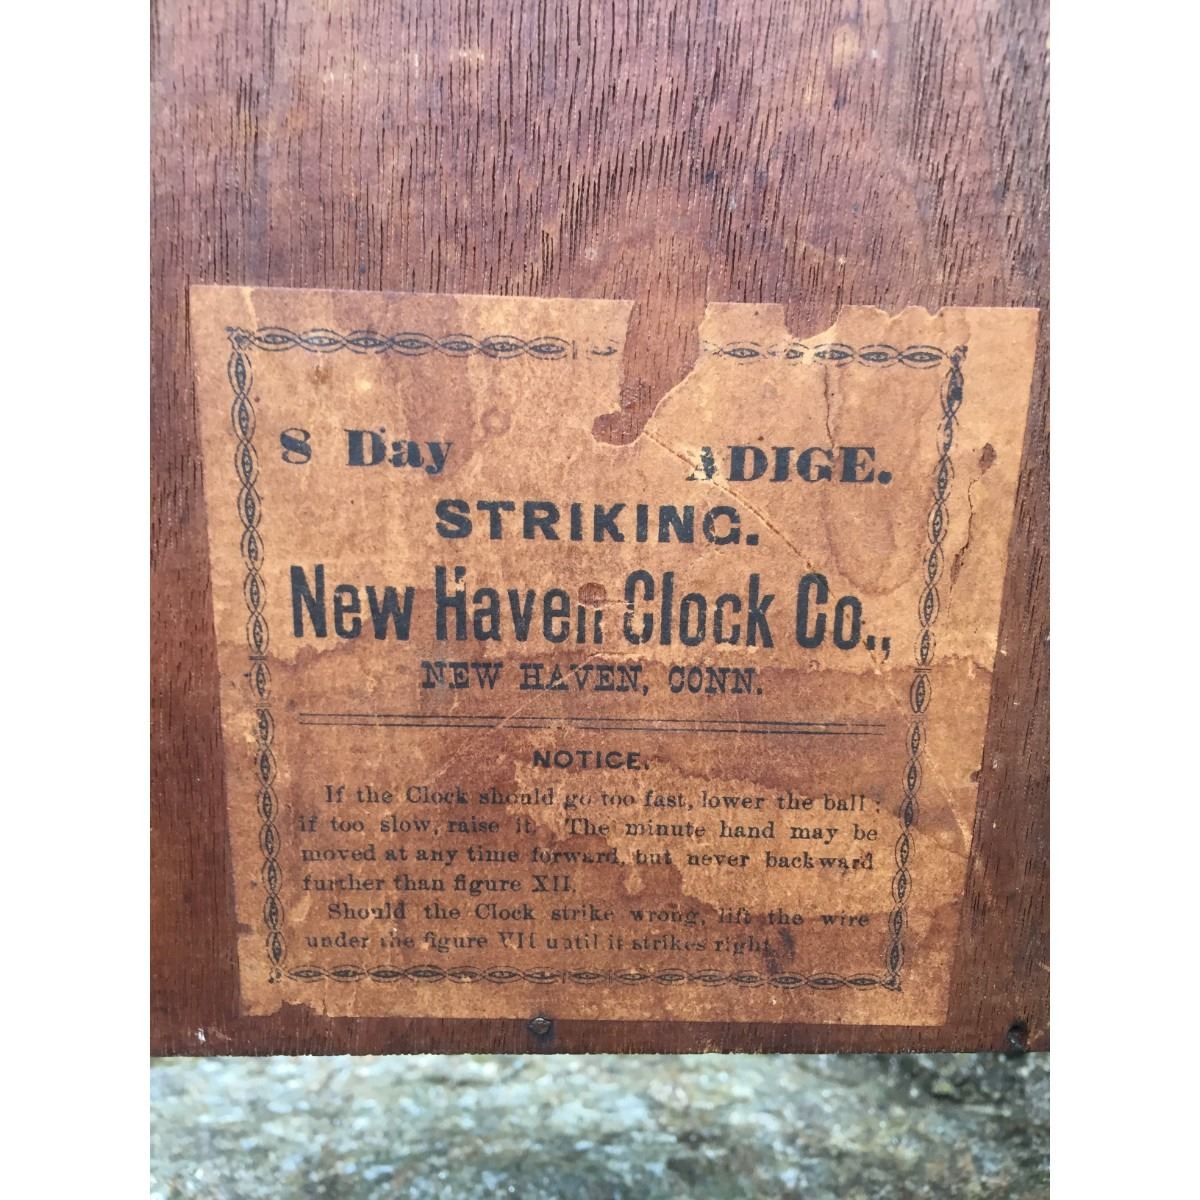 8 Day ADIGE.
STRIKING.
New Haven Clock Co.,
NEW HAVEN, CONN.
NOTICE.
If the Clock should go too fast, lower the ball;
if too slow, raise it. The minute hand may be
moved at any time forward, but never backward
further than figure XII.
Should the Clock strike wrong, lift the wire
under the figure VII until it strikes right.